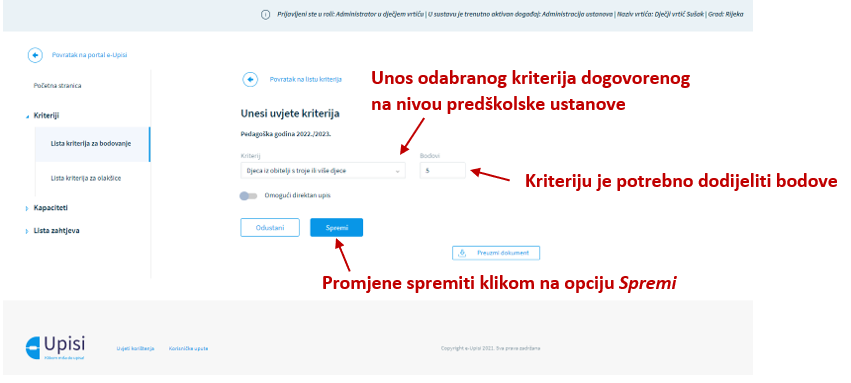 Prijavljeni ste u roli: Administrator u dječjem vrtiću | U sustavu je trenutno aktivan događaj: Administracija ustanova | Naziv vrtića: Dječji vrtić Sušak | Grad: Rijeka
Povratak na portal e-Upisi
Početna stranica
Kriteriji
Lista kriterija za bodovanje
Lista kriterija za olakšice
Kapaciteti
Lista zahtjeva
Povratak na listu kriterija
Unos odabranog kriterija dogovorenog
na nivou predškolske ustanove
Unesi uvjete kriterija
Pedagoška godina 2022./2023.
Kriterij
Bodovi
Djeca iz obitelji s troje ili više djece
5
Kriteriju je potrebno dodijeliti bodove
Omogući direktan upis
Odustani
Spremi
Preuzmi dokument
Promjene spremiti klikom na opciju Spremi
Upisi
Uvjeti korištenja
Korisničke upute
Copyright e-Upisi 2021. Sva prava zadržana